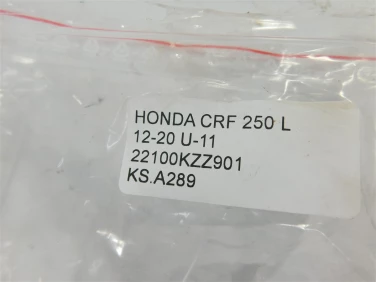 HONDA CRF 250 L
12-20 U-11
22100KZZ901
KS.A289